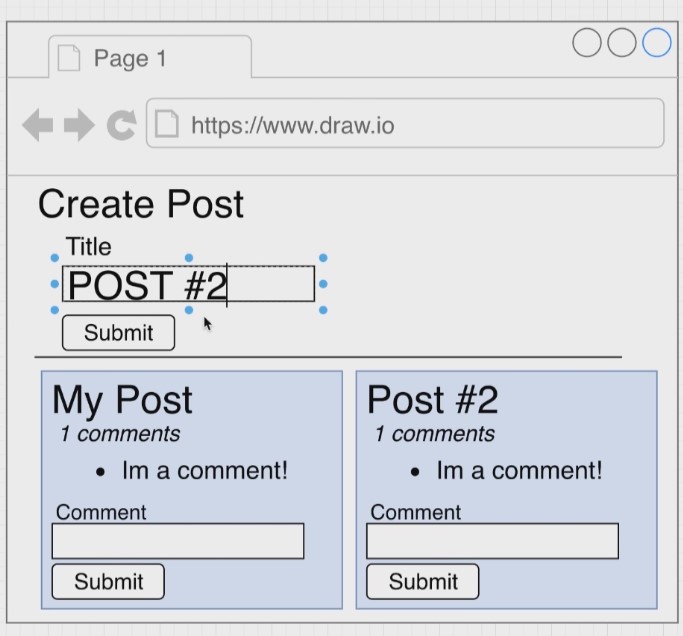 Page 1
https://www.draw.io
Create Post
Title
POST #2
Submit
My Post
1 comments
• Im a comment!
Comment
Submit
Post #2
1 comments
• Im a comment!
Comment
Submit